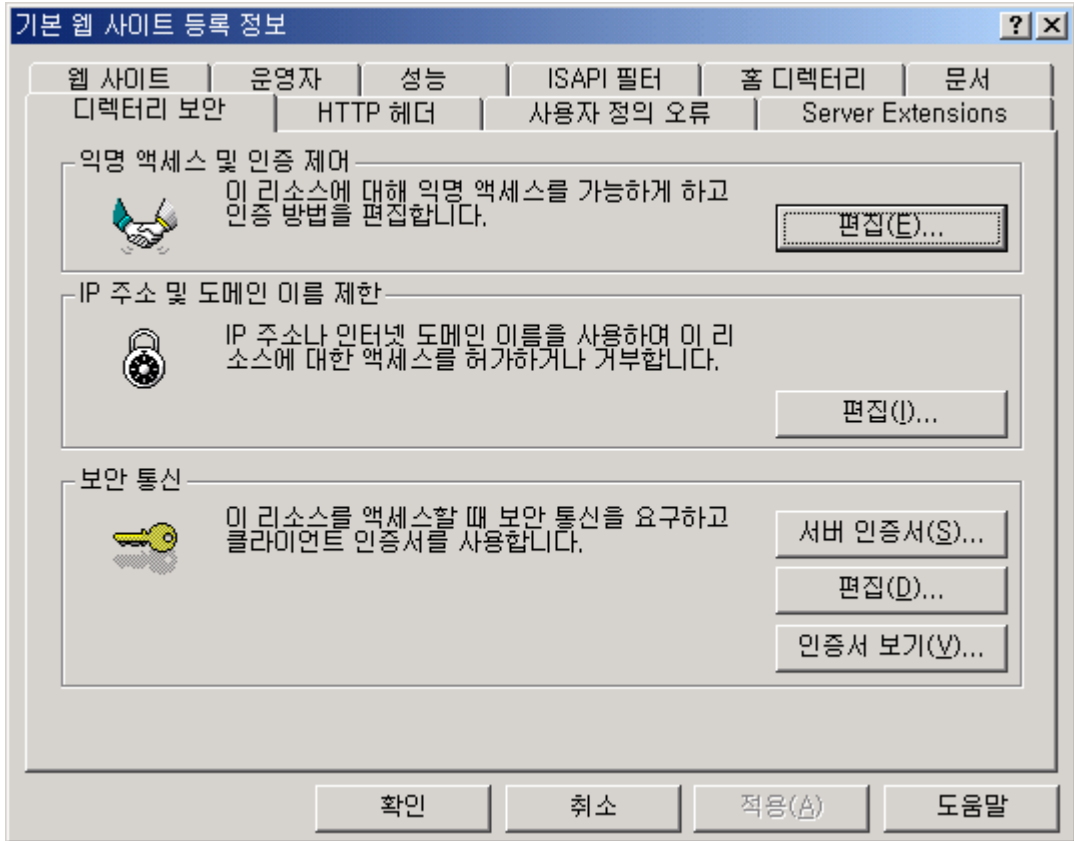 기본 웹 사이트 등록 정보
웹 사이트 운영자 성능 ISAPI 필터 홈 디렉터리 문서
디렉터리 보안 HTTP 헤더 사용자 정의 오류 Server Extensions
익명 액세스 및 인증 제어
이 리소스에 대해 익명 액세스를 가능하게 하고
인증 방법을 편집합니다.
편집(E)...
IP 주소 및 도메인 이름 제한
IP 주소나 인터넷 도메인 이름을 사용하여 이 리
소스에 대한 액세스를 허가하거나 거부합니다.
편집(I)...
보안 통신
이 리소스를 액세스할 때 보안 통신을 요구하고
클라이언트 인증서를 사용합니다.
서버 인증서(S)...
편집(D)...
인증서 보기(V)...
확인 취소 적용(A) 도움말